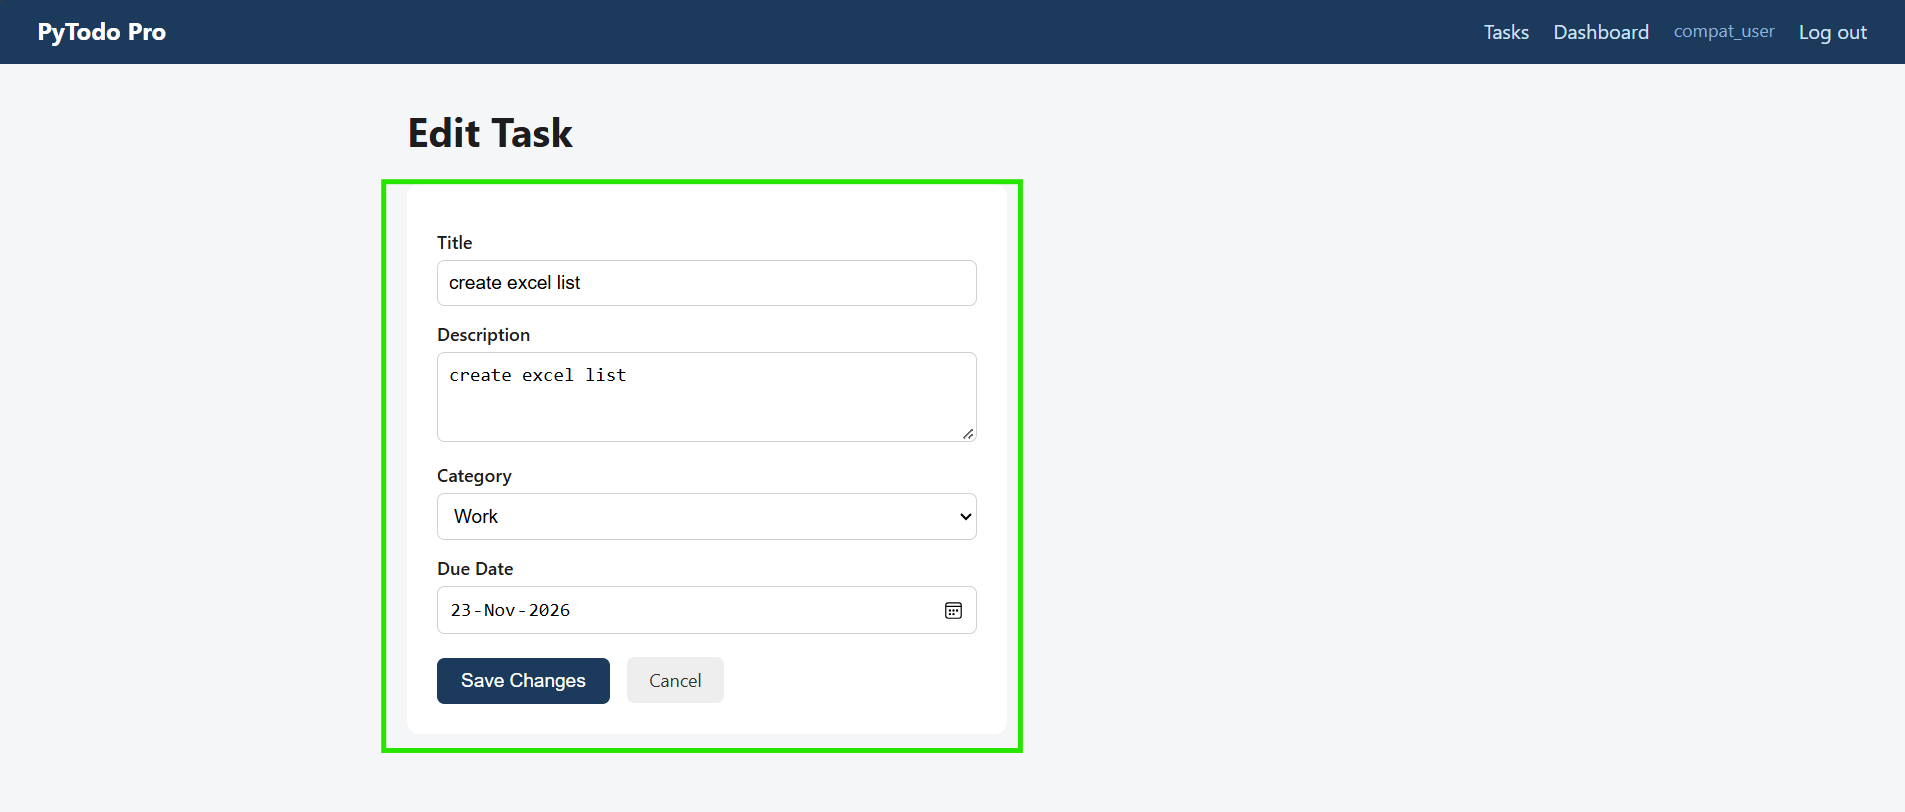 PyTodo Pro
Tasks Dashboard compat_user Log out
Edit Task
Title
create excel list
Description
create excel list
Category
Work
Due Date
23-Nov-2026
Save Changes Cancel